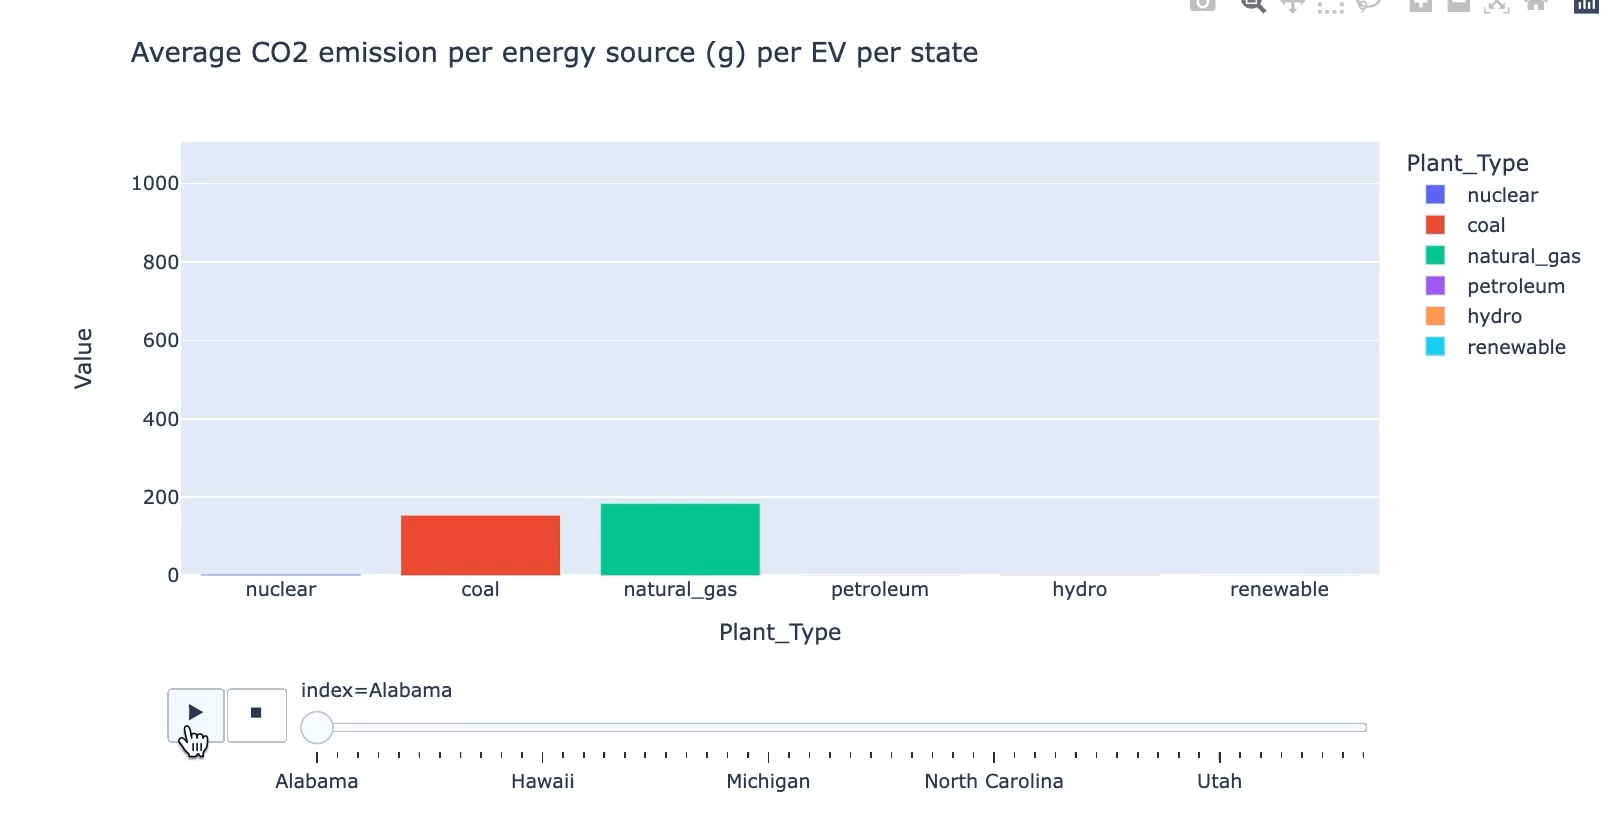 Average CO2 emission per energy source (g) per EV per state
1000
800
600
400
200
0
Value
nuclear coal natural_gas petroleum hydro renewable
Plant_Type
Plant_Type
nuclear
coal
natural_gas
petroleum
hydro
renewable
index=Alabama
Alabama Hawaii Michigan North Carolina Utah